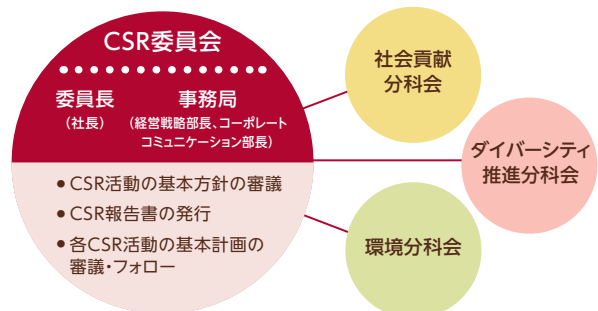 CSR委員会
委員長
(社長)
事務局
(経営戦略部長、コーポレート
コミュニケーション部長)
● CSR活動の基本方針の審議
● CSR報告書の発行
● 各CSR活動の基本計画の
審議・フォロー
社会貢献
分科会
ダイバーシティ
推進分科会
環境分科会